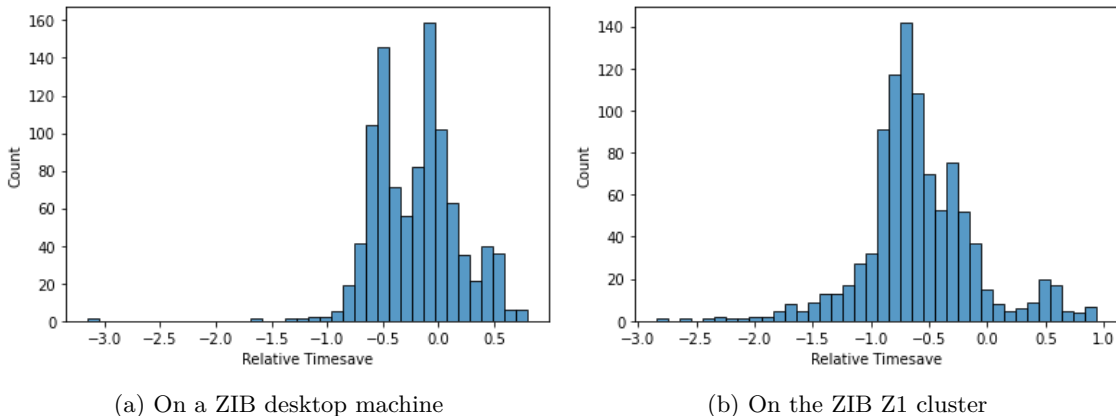 160
140
120
100
80
60
40
20
0
Count
−3.0 −2.5 −2.0 −1.5 −1.0 −0.5 0.0 0.5
Relative Timesave
(a) On a ZIB desktop machine
140
120
100
80
60
40
20
0
Count
−3.0 −2.5 −2.0 −1.5 −1.0 −0.5 0.0 0.5 1.0
Relative Timesave
(b) On the ZIB Z1 cluster